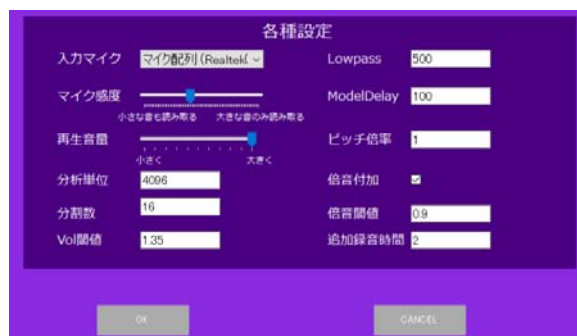 各種設定
入力マイク マイク配列 (Realtek( Lowpass 500
マイク感度 ModelDelay 100
小さな音も読み取る 大きな音のみ読み取る
再生音量 ピッチ倍率 1
小さく 大きく
分析単位 4096 倍音付加
分割数 16 倍音閾値 0.9
Vol閾値 1.35 追加録音時間 2
OK CANCEL